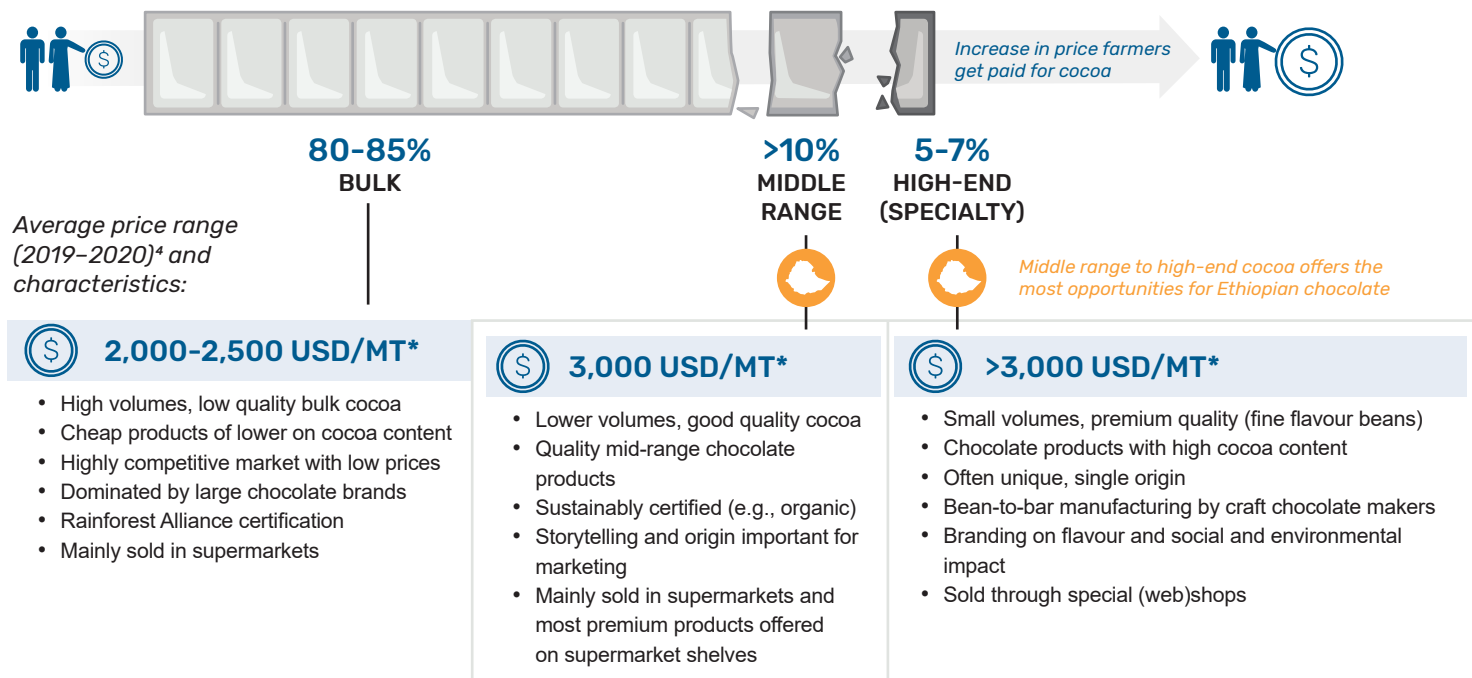 Increase in price farmers
get paid for cocoa
80-85%
BULK
>10%
MIDDLE
RANGE
5-7%
HIGH-END
(SPECIALTY)
Average price range
(2019–2020)⁴ and
characteristics:
Middle range to high-end cocoa offers the
most opportunities for Ethiopian chocolate
$ 2,000-2,500 USD/MT*
• High volumes, low quality bulk cocoa
• Cheap products of lower on cocoa content
• Highly competitive market with low prices
• Dominated by large chocolate brands
• Rainforest Alliance certification
• Mainly sold in supermarkets
$ 3,000 USD/MT*
• Lower volumes, good quality cocoa
• Quality mid-range chocolate
products
• Sustainably certified (e.g., organic)
• Storytelling and origin important for
marketing
• Mainly sold in supermarkets and
most premium products offered
on supermarket shelves
$ >3,000 USD/MT*
• Small volumes, premium quality (fine flavour beans)
• Chocolate products with high cocoa content
• Often unique, single origin
• Bean-to-bar manufacturing by craft chocolate makers
• Branding on flavour and social and environmental
impact
• Sold through special (web)shops